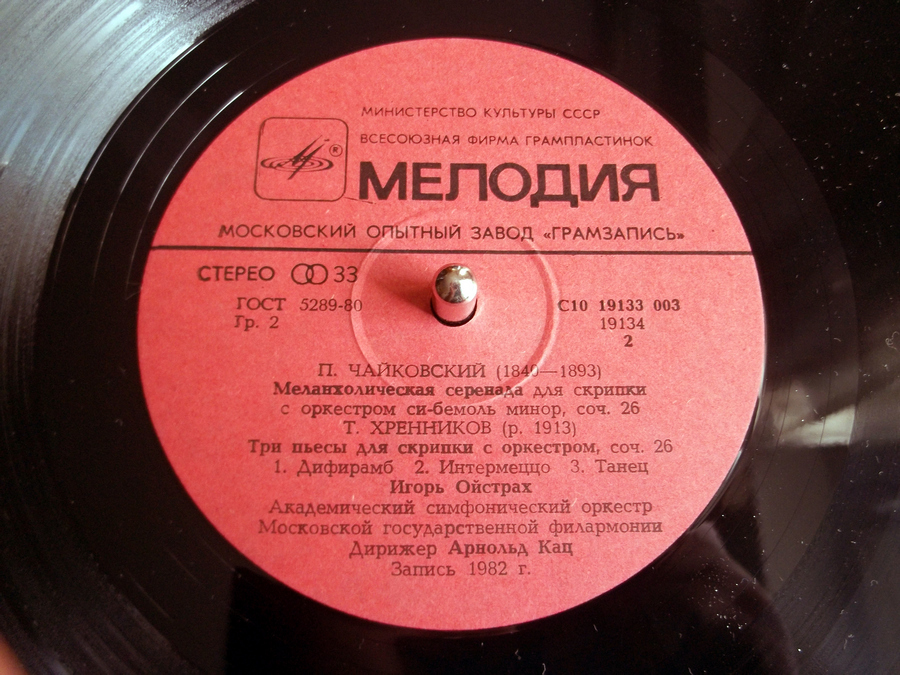 МИНИСТЕРСТВО КУЛЬТУРЫ СССР
ВСЕСОЮЗНАЯ ФИРМА ГРАМПЛАСТИНОК
®
МЕЛОДИЯ
МОСКОВСКИЙ ОПЫТНЫЙ ЗАВОД «ГРАМЗАПИСЬ»
СТЕРЕО 33
ГОСТ 5289-80 С10 19133 003
Гр. 2 19134
2
П. ЧАЙКОВСКИЙ (1840—1893)
Меланхолическая серенада для скрипки
с оркестром си-бемоль минор, соч. 26
Т. ХРЕННИКОВ (р. 1913)
Три пьесы для скрипки с оркестром, соч. 26
1. Дифирамб 2. Интермеццо 3. Танец
Игорь Ойстрах
Академический симфонический оркестр
Московской государственной филармонии
Дирижер Арнольд Кац
Запись 1982 г.